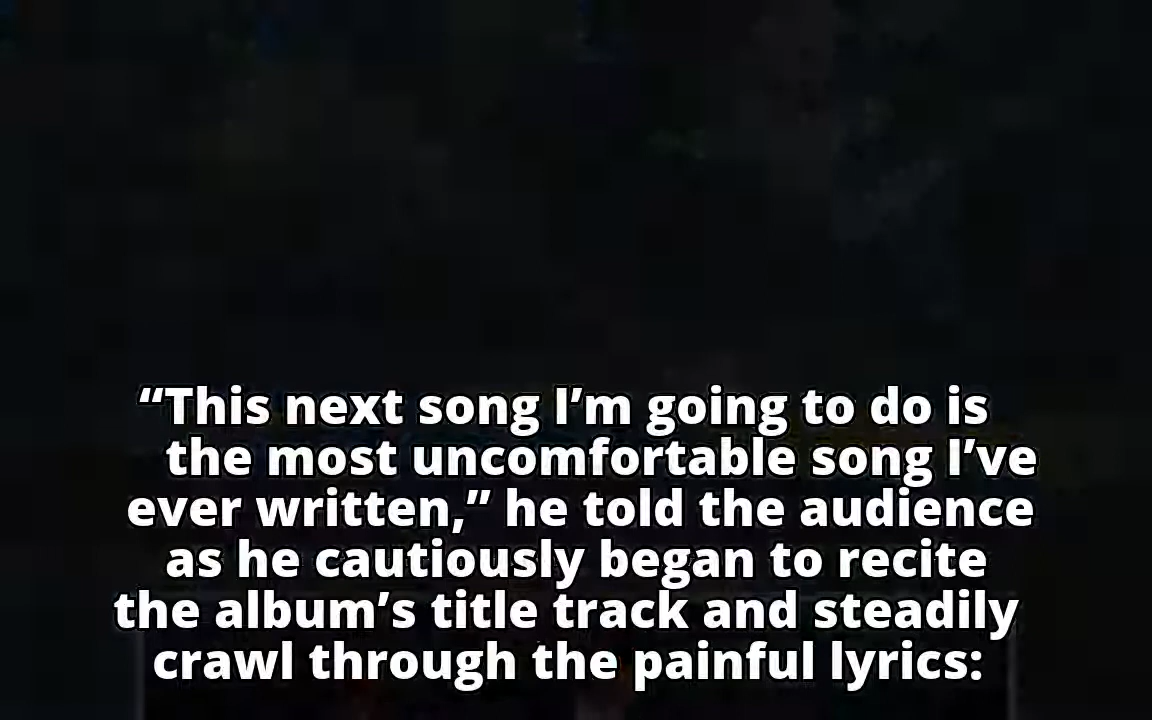 “This next song I’m going to do is
the most uncomfortable song I’ve
ever written,” he told the audience
as he cautiously began to recite
the album’s title track and steadily
crawl through the painful lyrics: